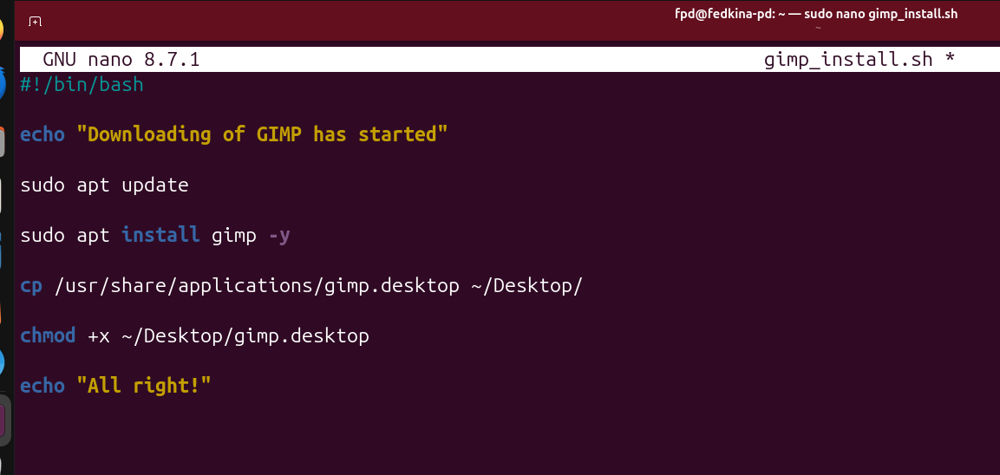 fpd@fedkina-pd: ~ — sudo nano gimp_install.sh
~
GNU nano 8.7.1 gimp_install.sh *
#!/bin/bash
echo "Downloading of GIMP has started"
sudo apt update
sudo apt install gimp -y
cp /usr/share/applications/gimp.desktop ~/Desktop/
chmod +x ~/Desktop/gimp.desktop
echo "All right!"